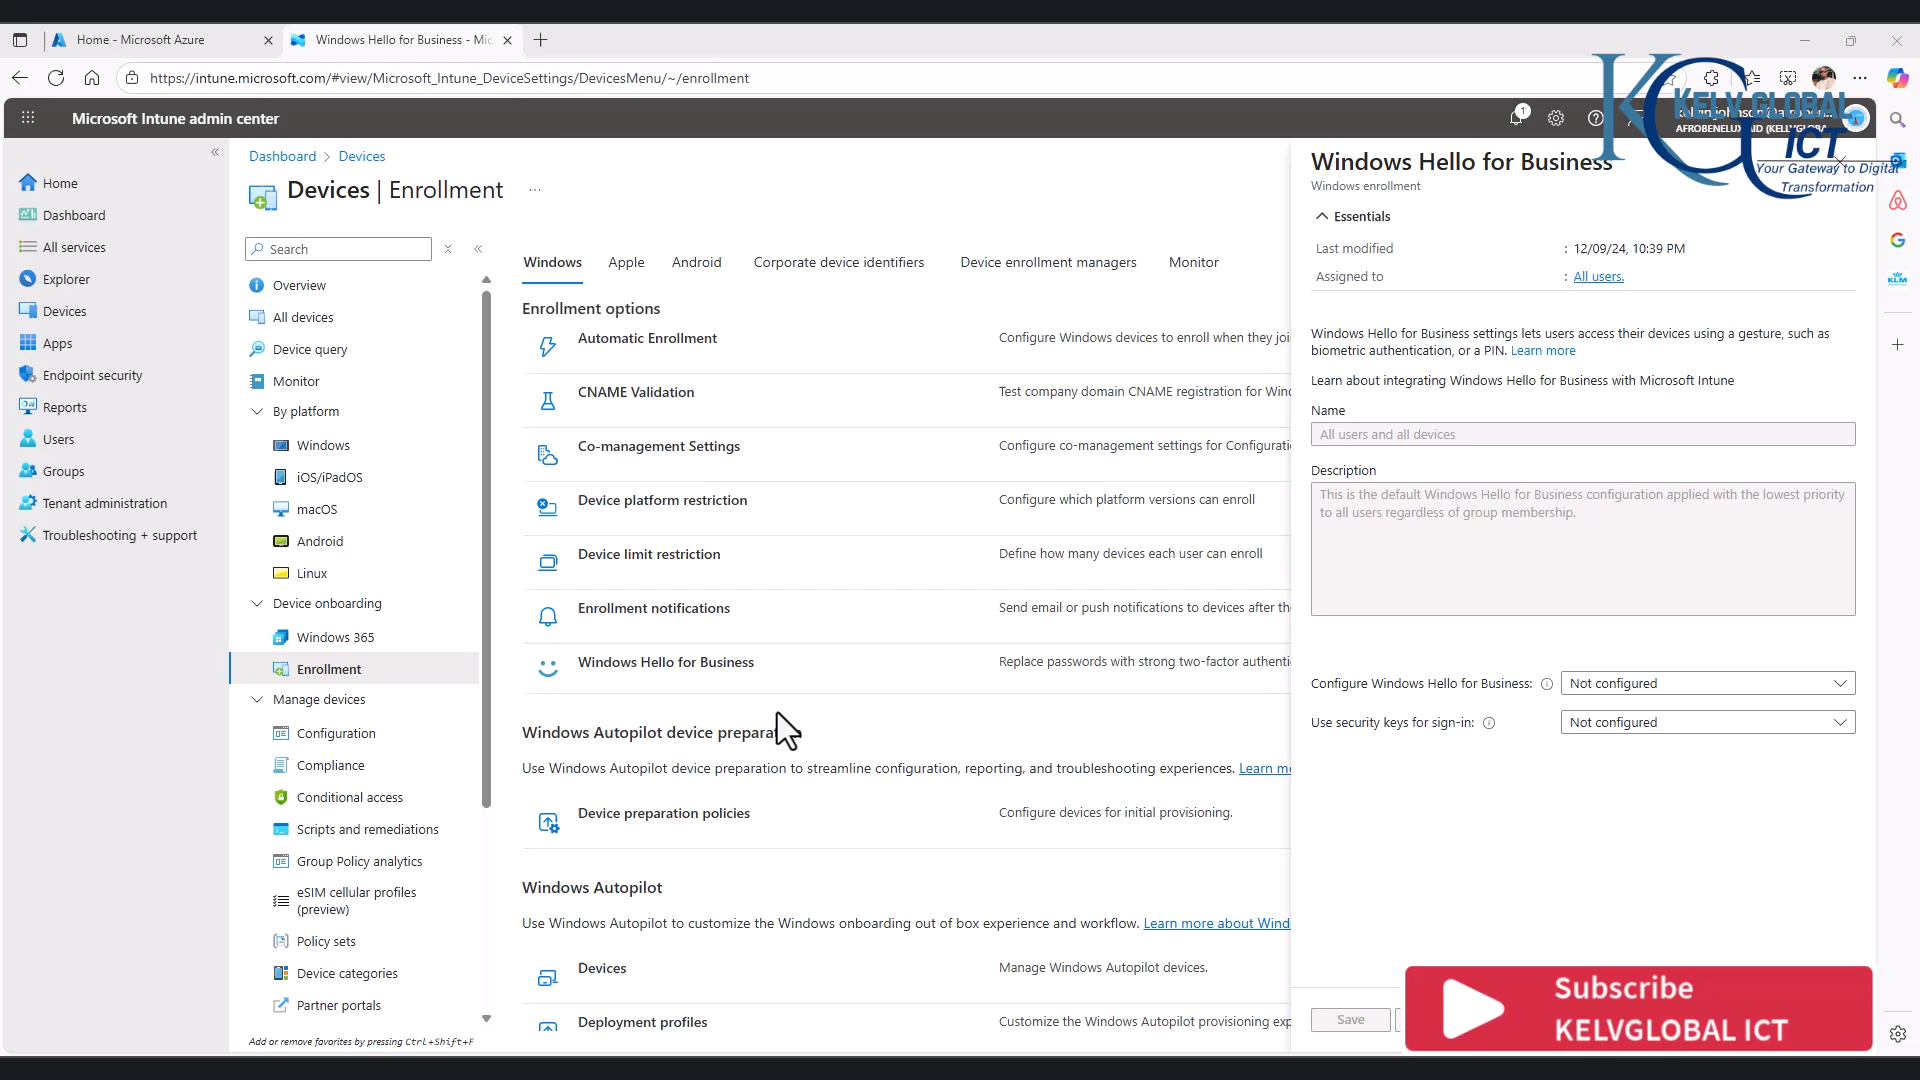 Home - Microsoft Azure
Windows Hello for Business - Mic
https://intune.microsoft.com/#view/Microsoft_Intune_DeviceSettings/DevicesMenu/~/enrollment
Microsoft Intune admin center
1
AFROBENELUX AID (KELVGLOBA
KELV GLOBAL
ICT
Your Gateway to Digital
Transformation
Home
Dashboard
All services
Explorer
Devices
Apps
Endpoint security
Reports
Users
Groups
Tenant administration
Troubleshooting + support
Dashboard > Devices
Devices | Enrollment
Search
Overview
All devices
Device query
Monitor
By platform
Windows
iOS/iPadOS
macOS
Android
Linux
Device onboarding
Windows 365
Enrollment
Manage devices
Configuration
Compliance
Conditional access
Scripts and remediations
Group Policy analytics
eSIM cellular profiles
(preview)
Policy sets
Device categories
Partner portals
Add or remove favorites by pressing Ctrl+Shift+F
Windows Apple Android Corporate device identifiers Device enrollment managers Monitor
Enrollment options
Automatic Enrollment Configure Windows devices to enroll when they joi
CNAME Validation Test company domain CNAME registration for Wind
Co-management Settings Configure co-management settings for Configurati
Device platform restriction Configure which platform versions can enroll
Device limit restriction Define how many devices each user can enroll
Enrollment notifications Send email or push notifications to devices after th
Windows Hello for Business Replace passwords with strong two-factor authenti
Windows Autopilot device prepara
Use Windows Autopilot device preparation to streamline configuration, reporting, and troubleshooting experiences. Learn mo
Device preparation policies Configure devices for initial provisioning.
Windows Autopilot
Use Windows Autopilot to customize the Windows onboarding out of box experience and workflow. Learn more about Wind
Devices Manage Windows Autopilot devices.
Deployment profiles Customize the Windows Autopilot provisioning exp
Windows Hello for Business
Windows enrollment
Essentials
Last modified : 12/09/24, 10:39 PM
Assigned to : All users.
Windows Hello for Business settings lets users access their devices using a gesture, such as
biometric authentication, or a PIN. Learn more
Learn about integrating Windows Hello for Business with Microsoft Intune
Name
All users and all devices
Description
This is the default Windows Hello for Business configuration applied with the lowest priority
to all users regardless of group membership.
Configure Windows Hello for Business: Not configured
Use security keys for sign-in: Not configured
Save
Subscribe
KELVGLOBAL ICT
KLM